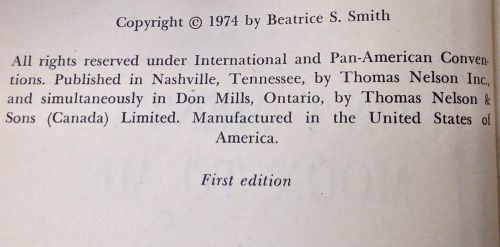 Copyright © 1974 by Beatrice S. Smith
All rights reserved under International and Pan-American Conven-
tions. Published in Nashville, Tennessee, by Thomas Nelson Inc.,
and simultaneously in Don Mills, Ontario, by Thomas Nelson &
Sons (Canada) Limited. Manufactured in the United States of
America.
First edition